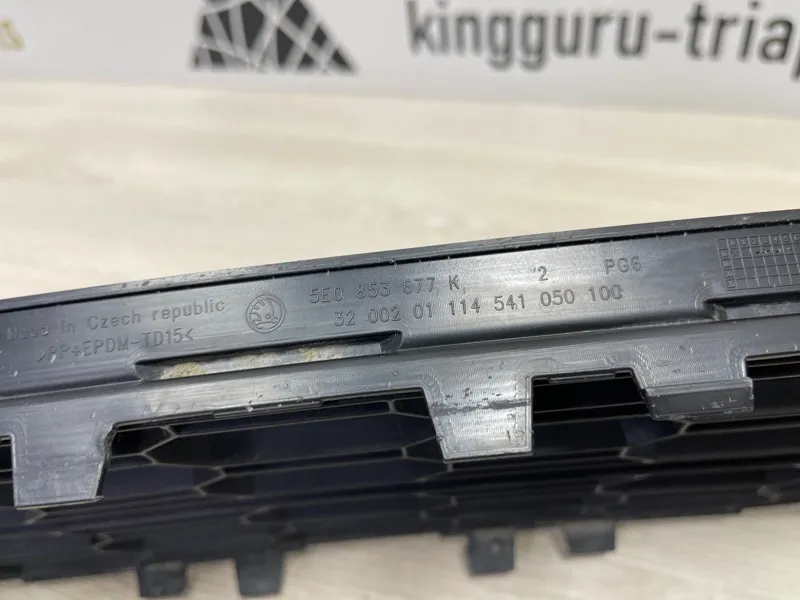 kingguru-triap
5E0 853 677 K, 2 PG6
Made in Czech republic
32 002 01 114 541 050 100
>PP+EPDM-TD15<